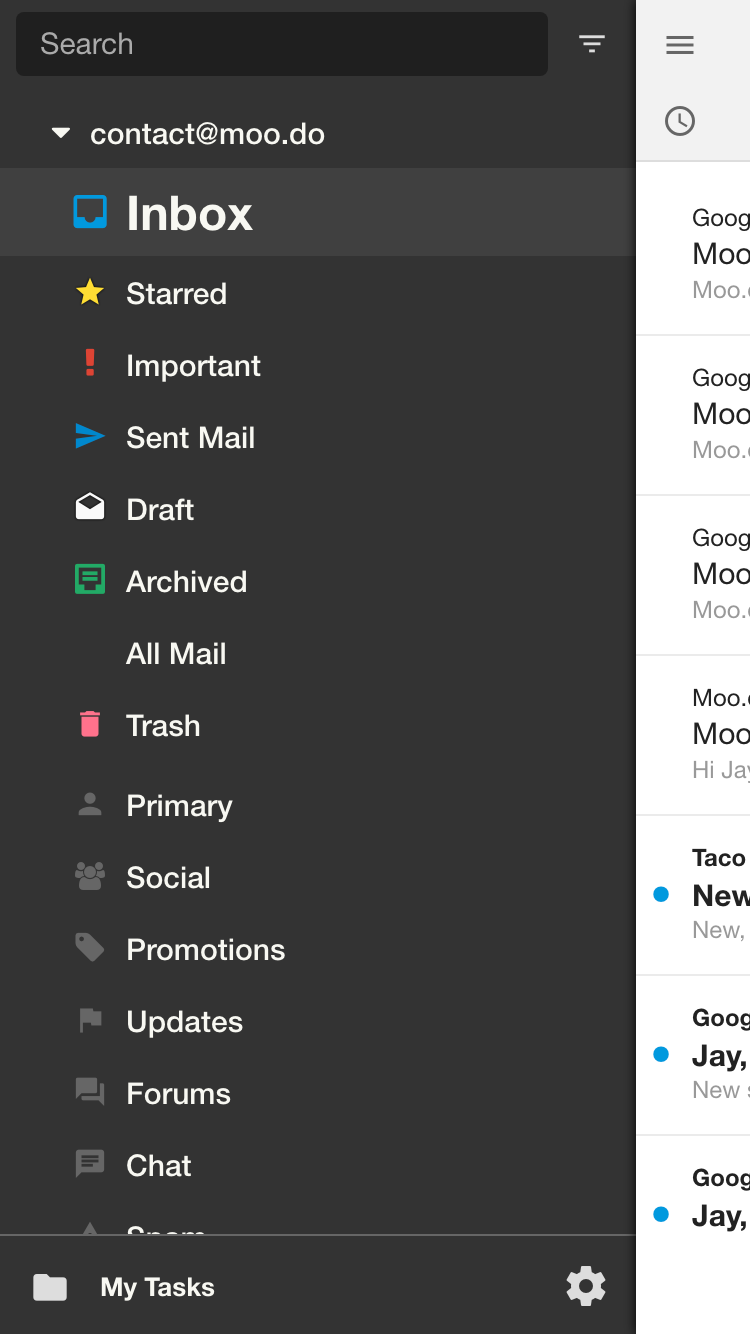 Search
contact@moo.do
Inbox
Starred
Important
Sent Mail
Draft
Archived
All Mail
Trash
Primary
Social
Promotions
Updates
Forums
Chat
Spam
My Tasks
Goog
Moo
Moo.
Goog
Moo
Moo.
Goog
Moo
Moo.
Moo.
Moo
Hi Jay
Taco
New
New,
Goog
Jay,
New s
Goog
Jay,